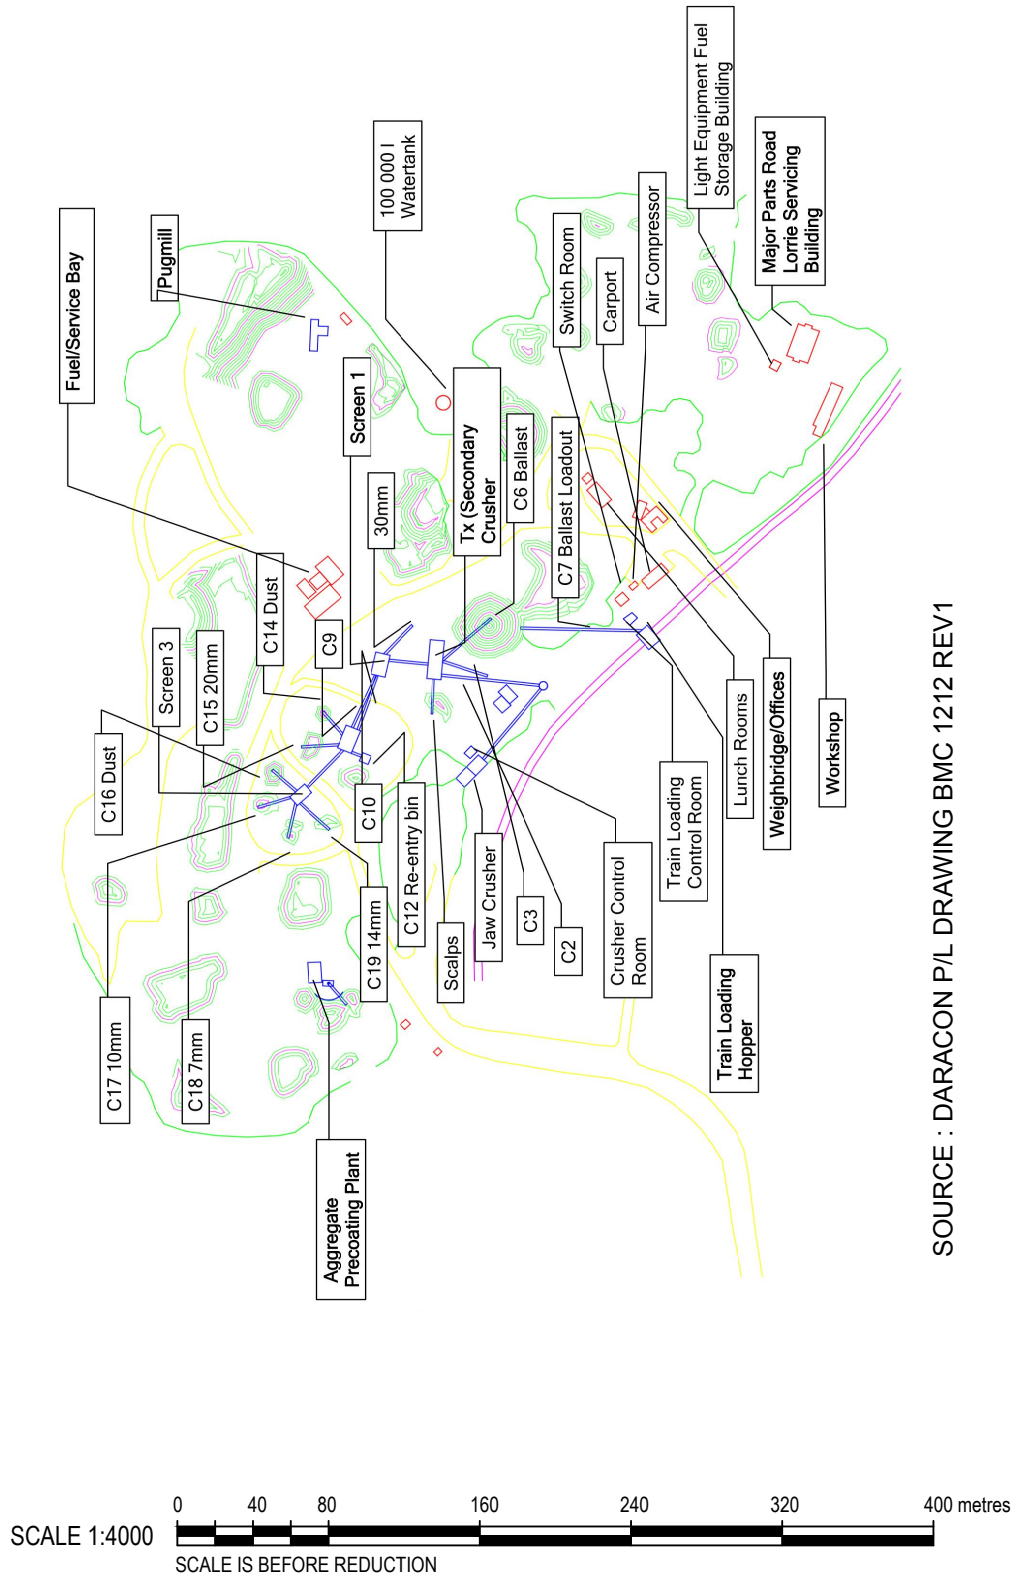 Light Equipment Fuel
Storage Building
Major Parts Road
Lorrie Servicing
Building
100 000 l
Watertank
Air Compressor
Switch Room
Carport
Fuel/Service Bay
Pugmill
Screen 1
Tx (Secondary
Crusher
C6 Ballast
C7 Ballast Loadout
30mm
C14 Dust
C9
Screen 3
C15 20mm
C16 Dust
C10
C12 Re-entry bin
C19 14mm
Scalps
Jaw Crusher
C3
C2
Crusher Control
Room
Train Loading
Control Room
Lunch Rooms
Weighbridge/Offices
Workshop
Train Loading
Hopper
C17 10mm
C18 7mm
Aggregate
Precoating Plant
SOURCE : DARACON P/L DRAWING BMC 1212 REV1
0 40 80 160 240 320 400 metres
SCALE 1:4000
SCALE IS BEFORE REDUCTION